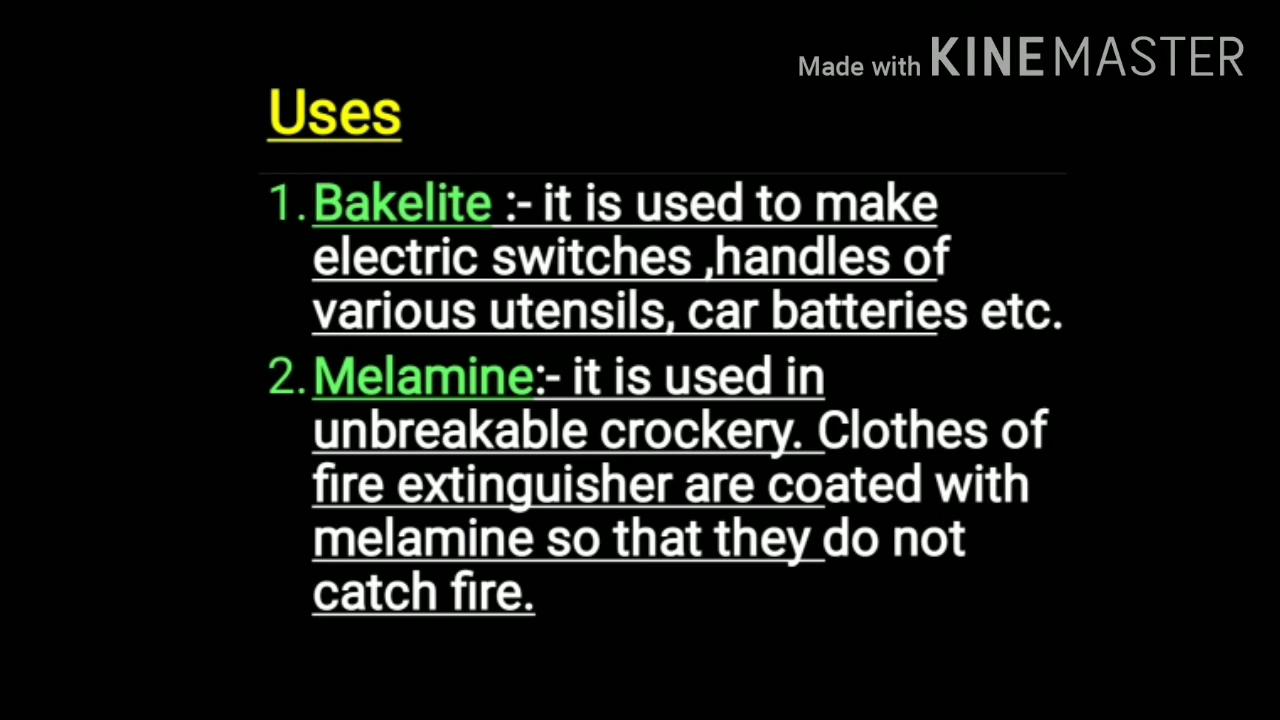 Made with KINEMASTER
Uses
1. Bakelite :- it is used to make
electric switches ,handles of
various utensils, car batteries etc.
2. Melamine:- it is used in
unbreakable crockery. Clothes of
fire extinguisher are coated with
melamine so that they do not
catch fire.